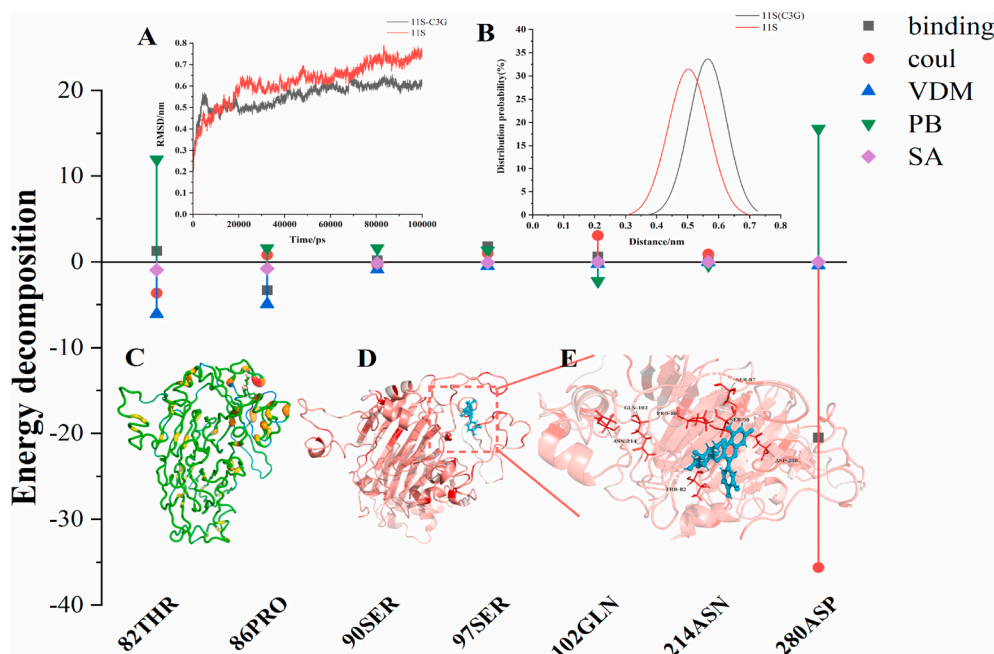 A
11S-C3G
11S
0.8
0.7
0.6
0.5
0.4
0.3
0.2
0.1
0.0
RMSD/nm
0
20000
40000
60000
80000
100000
Time/ps
B
11S(C3G)
11S
40
35
30
25
20
15
10
5
0
Distribution probability(%)
0.0
0.1
0.2
0.3
0.4
0.5
0.6
0.7
0.8
Distance/nm
binding
coul
VDM
PB
SA
20
10
0
-10
-20
-30
-40
Energy decomposition
C
D
E
SER-97
GLN-102
PRO-86
SER-90
ASN-214
ASP-280
THR-82
82THR
86PRO
90SER
97SER
102GLN
214ASN
280ASP